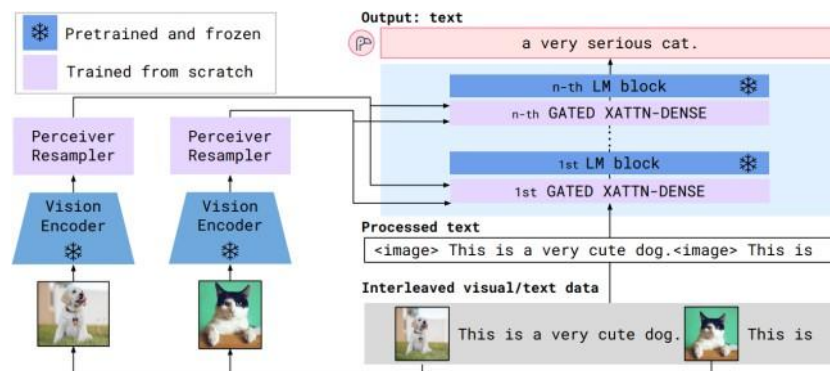 Pretrained and frozen
Trained from scratch
Perceiver
Resampler
Perceiver
Resampler
Vision
Encoder
Vision
Encoder
Output: text
a very serious cat.
n-th LM block
n-th GATED XATTN-DENSE
1st LM block
1st GATED XATTN-DENSE
Processed text
<image> This is a very cute dog.<image> This is
Interleaved visual/text data
This is a very cute dog.
This is